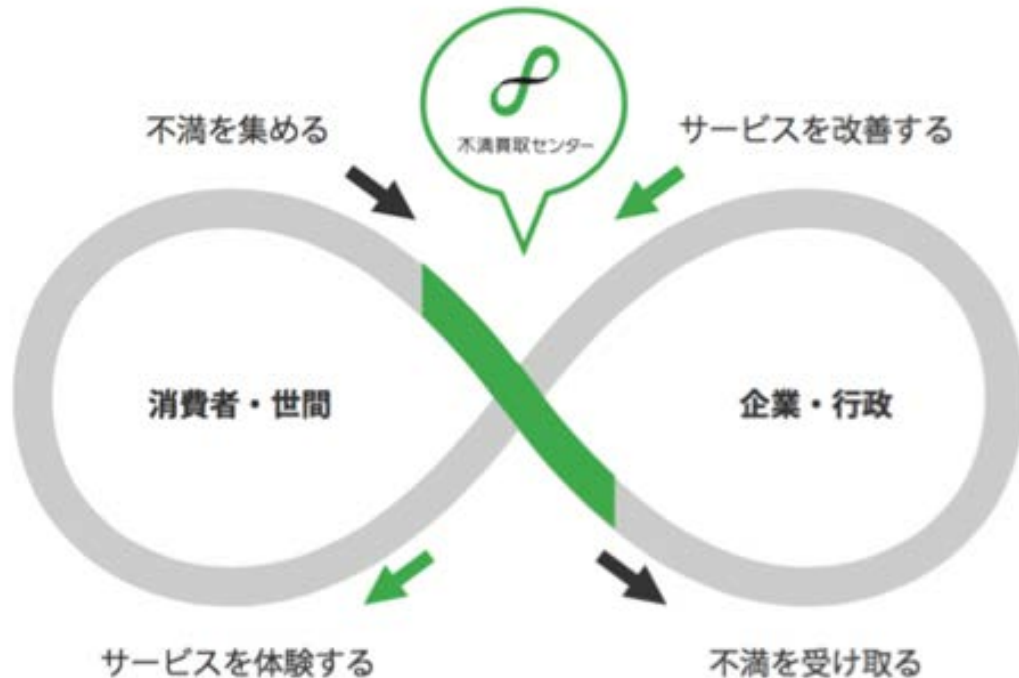 不満を集める
不満買取センター
サービスを改善する
消費者・世間
企業・行政
サービスを体験する
不満を受け取る